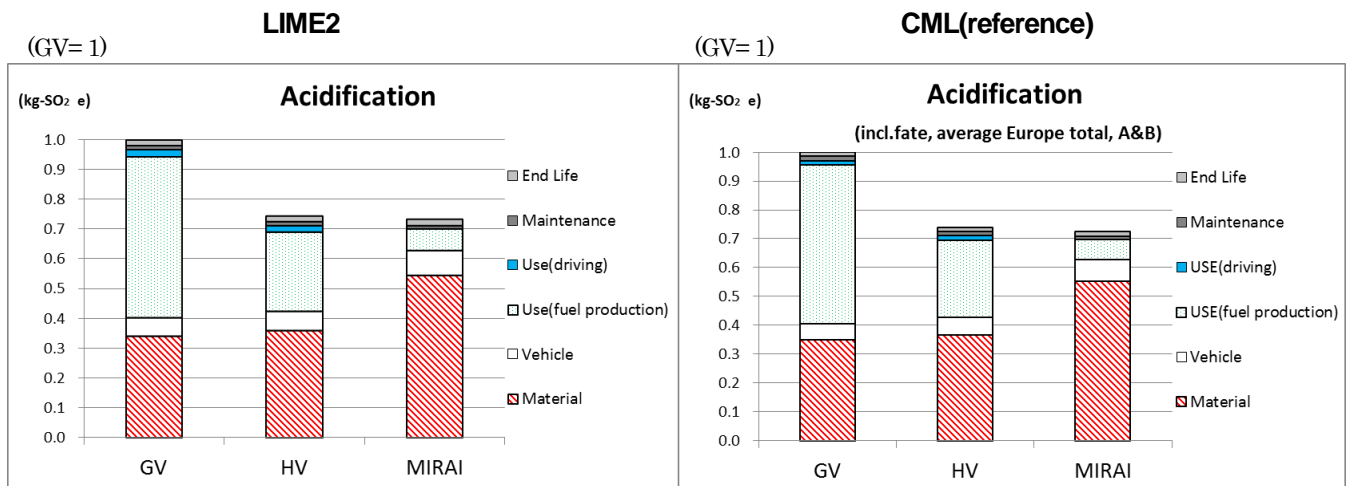 LIME2
(GV= 1)
Acidification
(kg-SO₂ e)
1.0
0.9
0.8
0.7
0.6
0.5
0.4
0.3
0.2
0.1
0.0
GV HV MIRAI
End Life
Maintenance
Use(driving)
Use(fuel production)
Vehicle
Material
CML(reference)
(GV= 1)
Acidification
(kg-SO₂ e)
(incl.fate, average Europe total, A&B)
1.0
0.9
0.8
0.7
0.6
0.5
0.4
0.3
0.2
0.1
0.0
GV HV MIRAI
End Life
Maintenance
USE(driving)
USE(fuel production)
Vehicle
Material